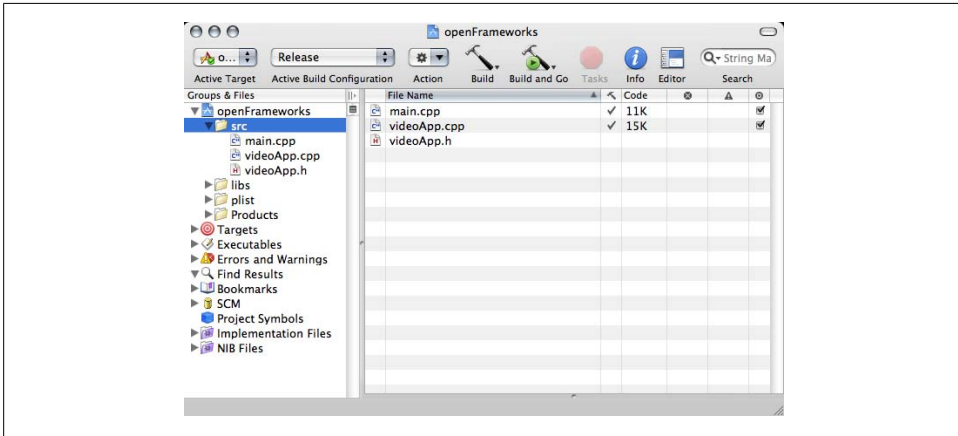 openFrameworks
o...
Release
String Ma
Active Target Active Build Configuration Action Build Build and Go Tasks Info Editor Search
Groups & Files
openFrameworks
src
main.cpp
videoApp.cpp
videoApp.h
libs
plist
Products
Targets
Executables
Errors and Warnings
Find Results
Bookmarks
SCM
Project Symbols
Implementation Files
NIB Files
File Name Code
main.cpp 11K
videoApp.cpp 15K
videoApp.h